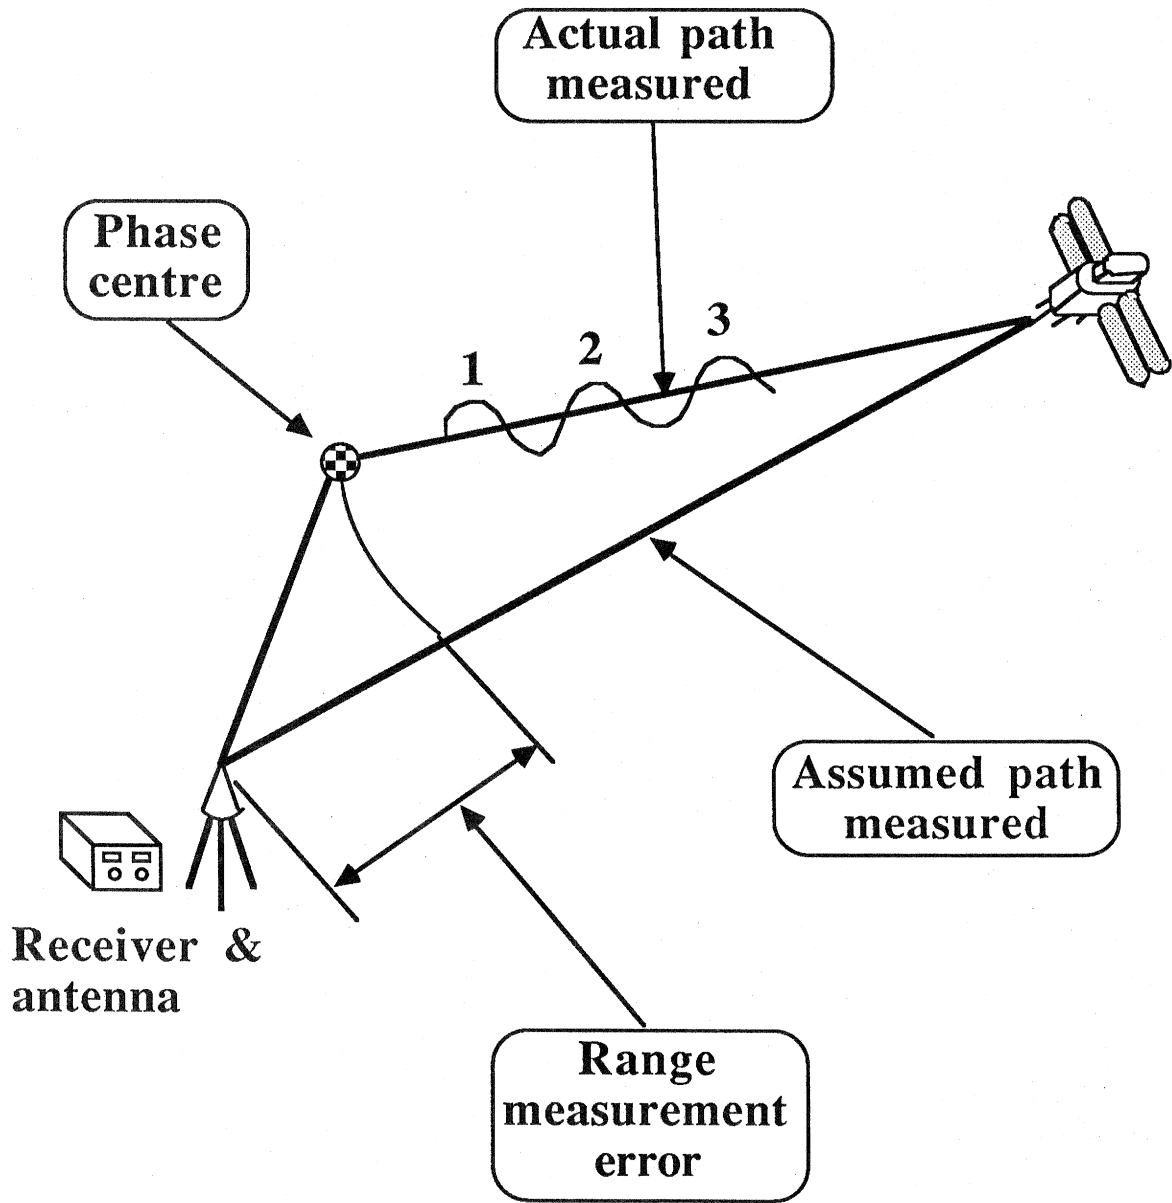 Actual path
measured
Phase
centre
1
2
3
Assumed path
measured
Receiver &
antenna
Range
measurement
error